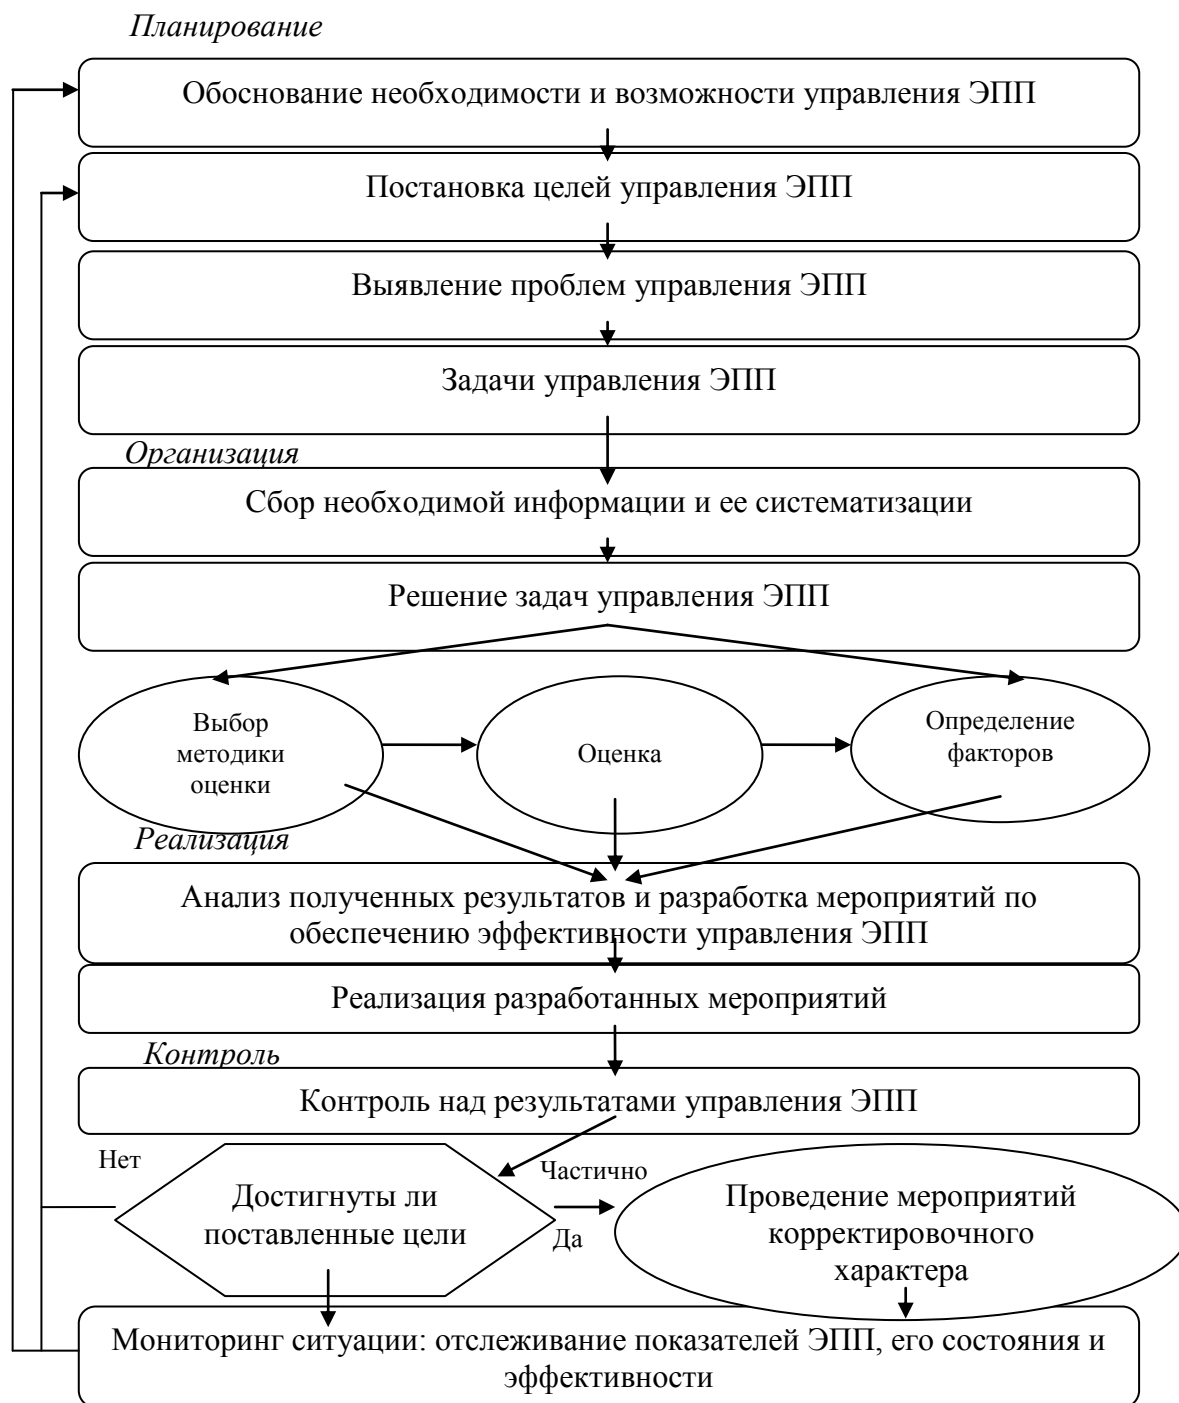 Планирование
Обоснование необходимости и возможности управления ЭПП
Постановка целей управления ЭПП
Выявление проблем управления ЭПП
Задачи управления ЭПП
Организация
Сбор необходимой информации и ее систематизации
Решение задач управления ЭПП
Выбор
методики
оценки
Оценка
Определение
факторов
Реализация
Анализ полученных результатов и разработка мероприятий по
обеспечению эффективности управления ЭПП
Реализация разработанных мероприятий
Контроль
Контроль над результатами управления ЭПП
Нет
Достигнуты ли
поставленные цели
Частично
Да
Проведение мероприятий
корректировочного
характера
Мониторинг ситуации: отслеживание показателей ЭПП, его состояния и
эффективности